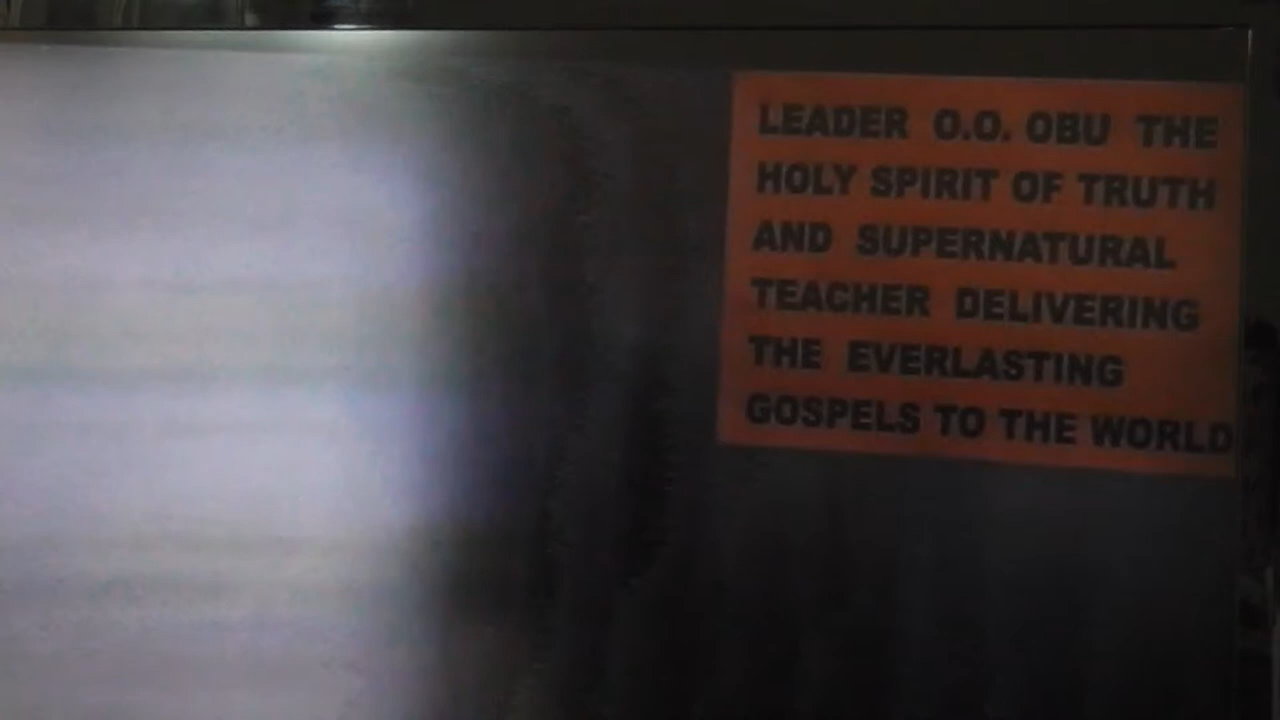 LEADER O.O. OBU THE
HOLY SPIRIT OF TRUTH
AND SUPERNATURAL
TEACHER DELIVERING
THE EVERLASTING
GOSPELS TO THE WORLD